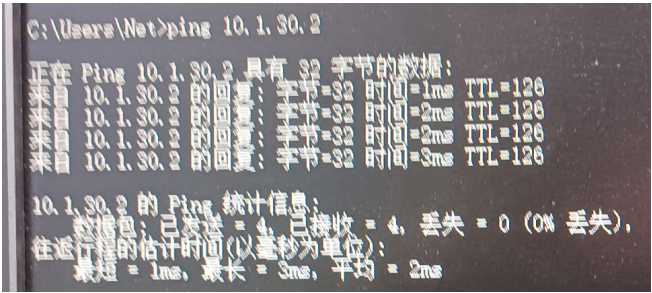 C:\Users\Net>ping 10.1.30.2
正在 Ping 10.1.30.2 具有 32 字节的数据:
来自 10.1.30.2 的回复: 字节=32 时间=1ms TTL=126
来自 10.1.30.2 的回复: 字节=32 时间=2ms TTL=126
来自 10.1.30.2 的回复: 字节=32 时间=2ms TTL=126
来自 10.1.30.2 的回复: 字节=32 时间=3ms TTL=126
10.1.30.2 的 Ping 统计信息:
数据包: 已发送 = 4, 已接收 = 4, 丢失 = 0 (0% 丢失),
往返行程的估计时间(以毫秒为单位):
最短 = 1ms, 最长 = 3ms, 平均 = 2ms